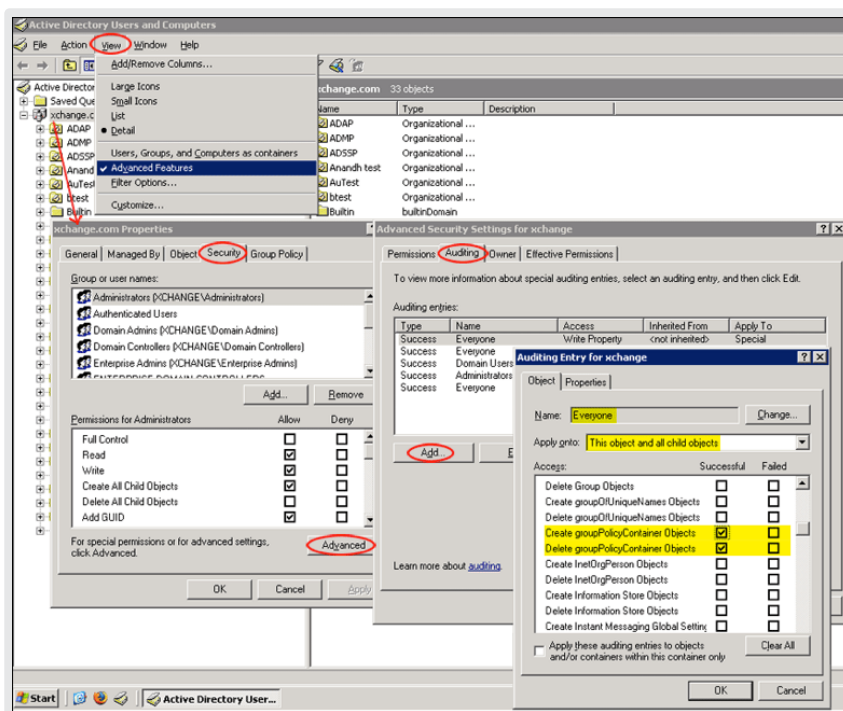 Active Directory Users and Computers
File Action View Window Help
Add/Remove Columns...
Large Icons
Small Icons
List
Detail
Users, Groups, and Computers as containers
Advanced Features
Filter Options...
Customize...
Active Director
Saved Que
xchange.c
ADAP
ADMP
ADSSP
Anand
AuTest
btest
Builtin
xchange.com 33 objects
Name Type Description
ADAP Organizational ...
ADMP Organizational ...
ADSSP Organizational ...
Anandh test Organizational ...
AuTest Organizational ...
btest Organizational ...
Builtin builtinDomain
xchange.com Properties
General Managed By Object Security Group Policy
Group or user names:
Administrators (XCHANGE\Administrators)
Authenticated Users
Domain Admins (XCHANGE\Domain Admins)
Domain Controllers (XCHANGE\Domain Controllers)
Enterprise Admins (XCHANGE\Enterprise Admins)
ENTERPRISE DOMAIN CONTROLLERS
Add... Remove
Permissions for Administrators Allow Deny
Full Control
Read
Write
Create All Child Objects
Delete All Child Objects
Add GUID
For special permissions or for advanced settings,
click Advanced.
Advanced
OK Cancel Apply
Advanced Security Settings for xchange
Permissions Auditing Owner Effective Permissions
To view more information about special auditing entries, select an auditing entry, and then click Edit.
Auditing entries:
Type Name Access Inherited From Apply To
Success Everyone Write Property <not inherited> Special
Success Everyone
Success Domain Users
Success Administrators
Success Everyone
Add... E
Learn more about auditing.
Auditing Entry for xchange
Object Properties
Name: Everyone Change...
Apply onto: This object and all child objects
Access: Successful Failed
Delete Group Objects
Create groupOfUniqueNames Objects
Delete groupOfUniqueNames Objects
Create groupPolicyContainer Objects
Delete groupPolicyContainer Objects
Create InetOrgPerson Objects
Delete InetOrgPerson Objects
Create Information Store Objects
Delete Information Store Objects
Create Instant Messaging Global Setting
Apply these auditing entries to objects
and/or containers within this container only
Clear All
OK Cancel
Start Active Directory User...